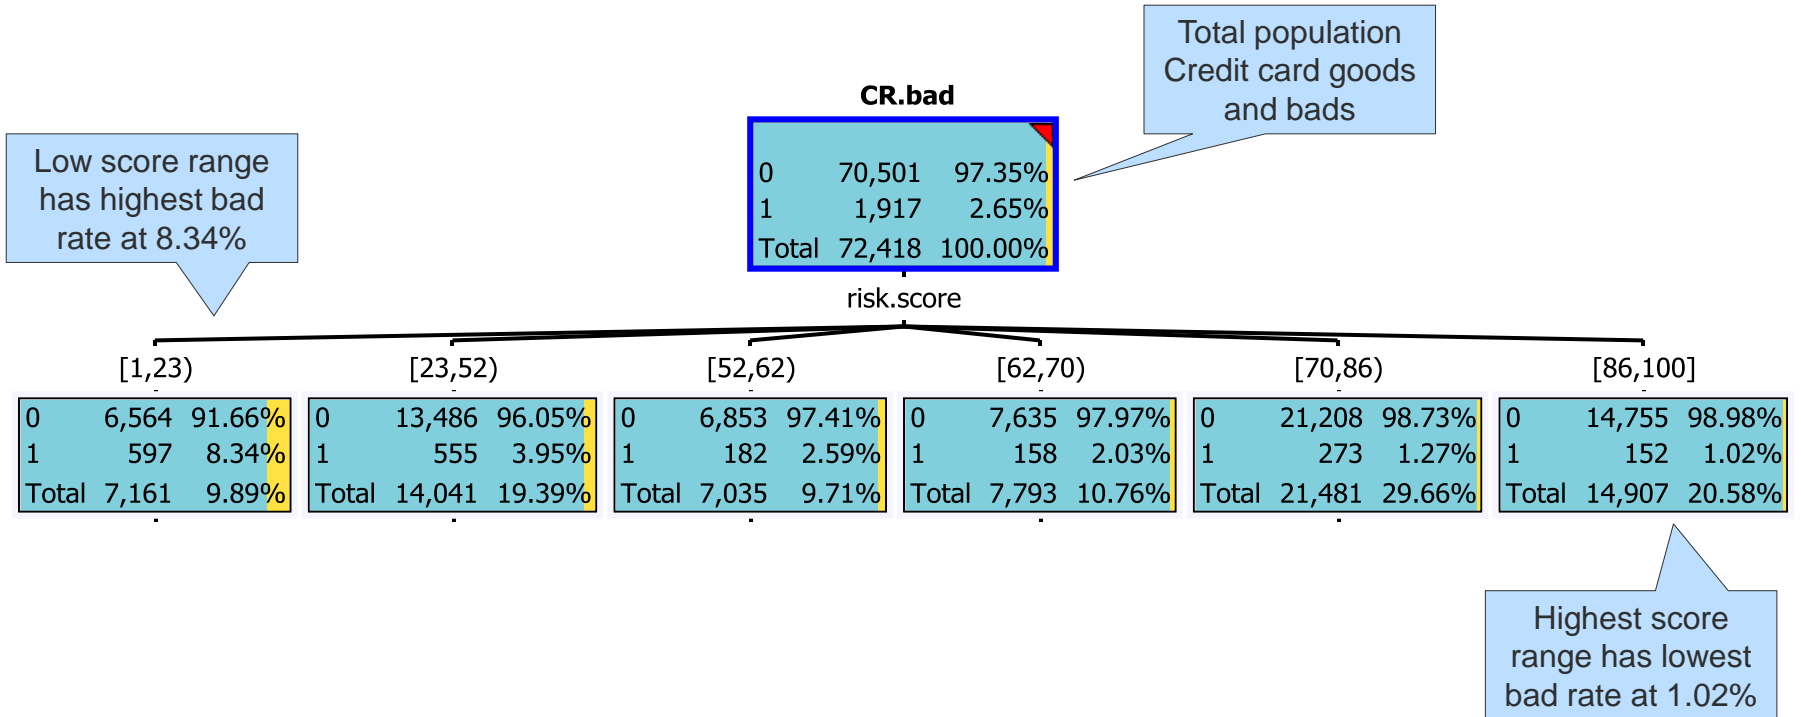 Total population
Credit card goods
and bads
CR.bad
Low score range
has highest bad
rate at 8.34%
0 70,501 97.35%
1 1,917 2.65%
Total 72,418 100.00%
risk.score
[1,23)
0 6,564 91.66%
1 597 8.34%
Total 7,161 9.89%
[23,52)
0 13,486 96.05%
1 555 3.95%
Total 14,041 19.39%
[52,62)
0 6,853 97.41%
1 182 2.59%
Total 7,035 9.71%
[62,70)
0 7,635 97.97%
1 158 2.03%
Total 7,793 10.76%
[70,86)
0 21,208 98.73%
1 273 1.27%
Total 21,481 29.66%
[86,100]
0 14,755 98.98%
1 152 1.02%
Total 14,907 20.58%
Highest score
range has lowest
bad rate at 1.02%